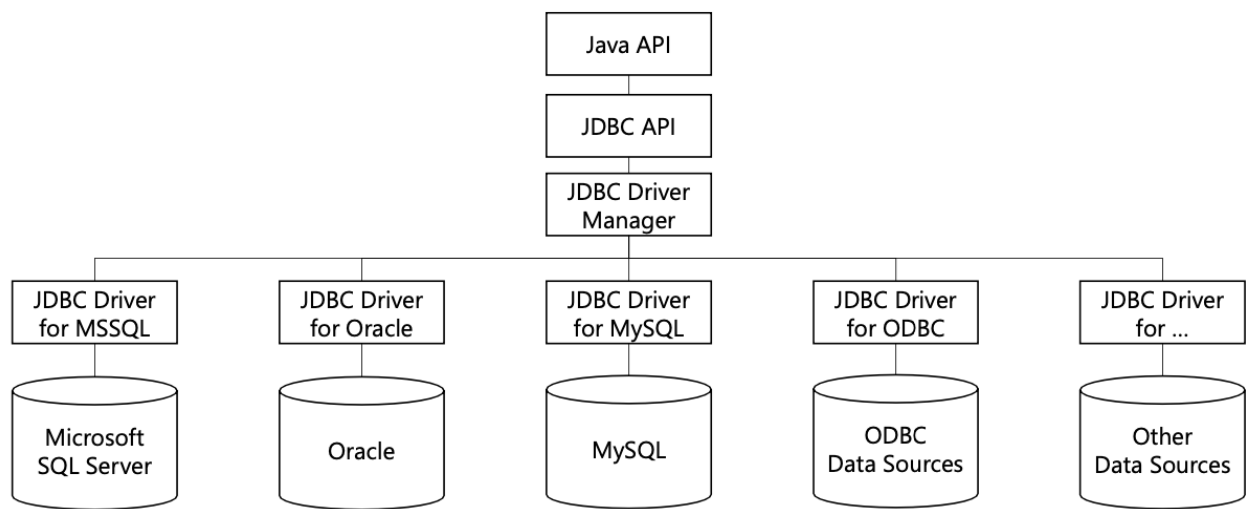 Java API
JDBC API
JDBC Driver
Manager
JDBC Driver
for MSSQL
JDBC Driver
for Oracle
JDBC Driver
for MySQL
JDBC Driver
for ODBC
JDBC Driver
for ...
Microsoft
SQL Server
Oracle
MySQL
ODBC
Data Sources
Other
Data Sources